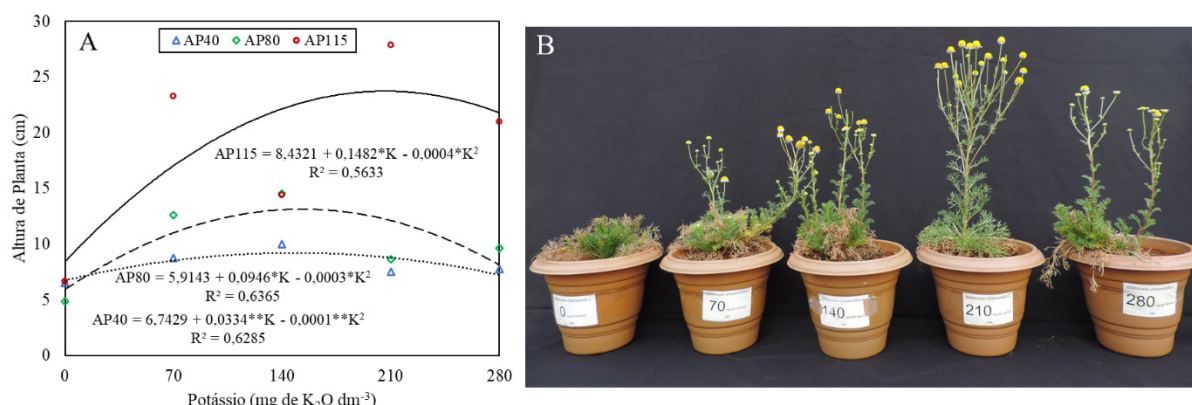 A
AP40 AP80 AP115
30
25
20
15
10
5
0
Altura de Planta (cm)
AP115 = 8,4321 + 0,1482*K - 0,0004*K²
R² = 0,5633
AP80 = 5,9143 + 0,0946*K - 0,0003*K²
R² = 0,6365
AP40 = 6,7429 + 0,0334**K - 0,0001**K²
R² = 0,6285
0 70 140 210 280
Potássio (mg de K₂O dm⁻³)
B
0
70
140
210
280